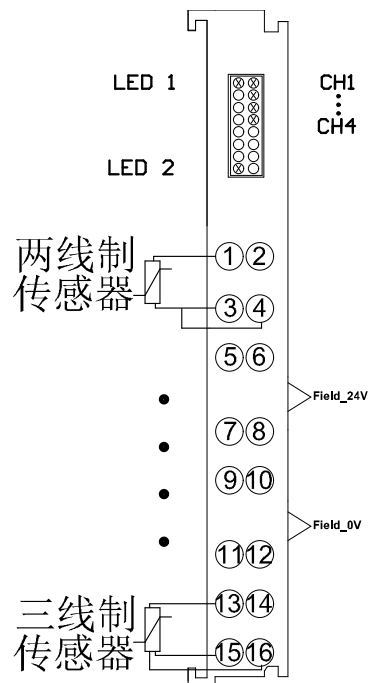 LED 1
CH1
CH4
LED 2
两线制
传感器
1 2
3 4
5 6
Field_24V
7 8
9 10
Field_0V
11 12
三线制
传感器
13 14
15 16